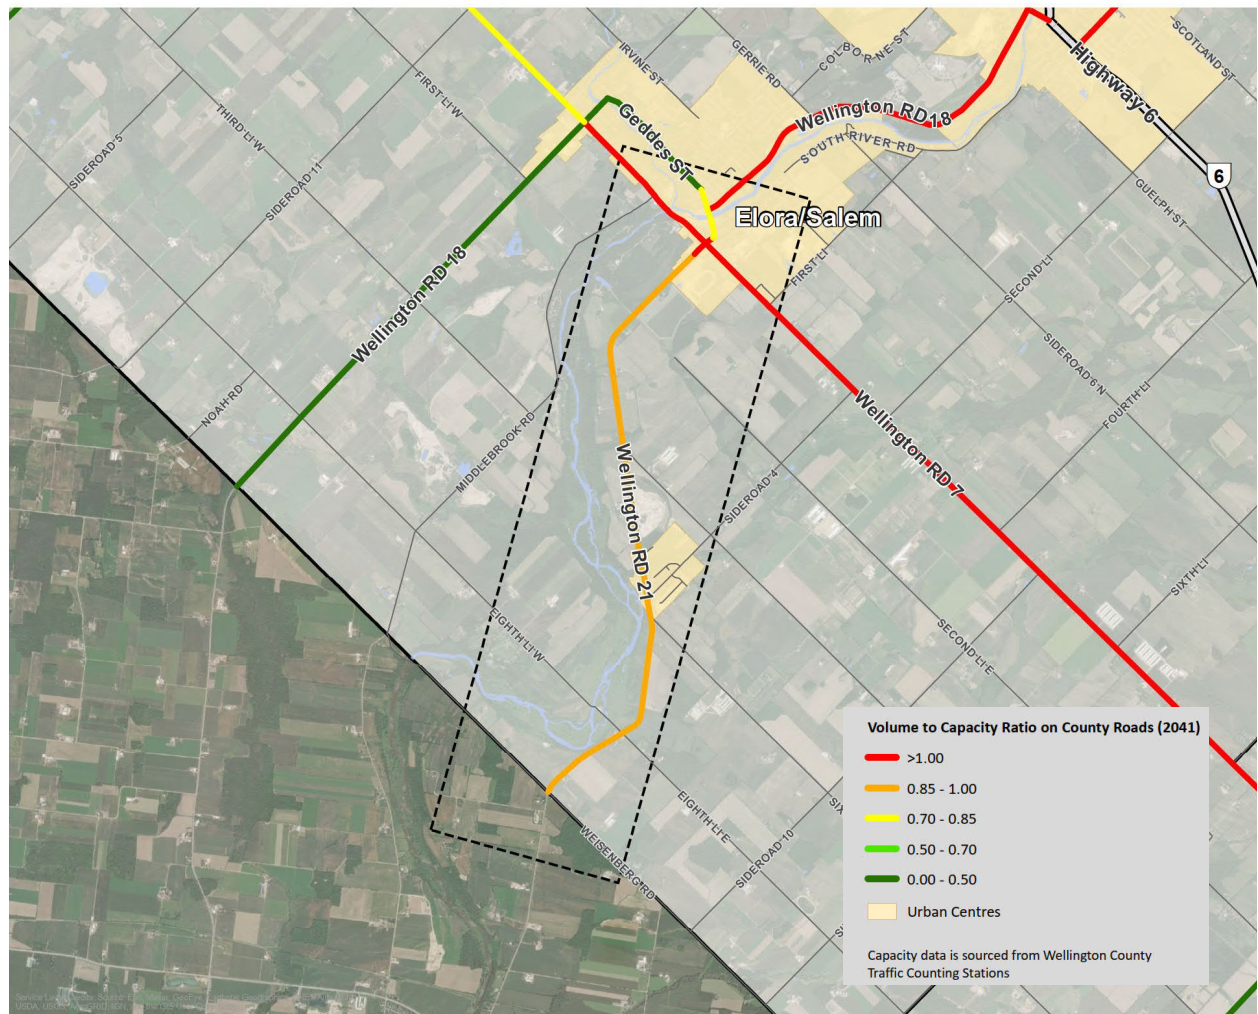 IRVINE ST
GERRIE RD
COLBORNE ST
SCOTLAND ST
Highway 6
FIRST LI W
THIRD LI W
SIDEROAD 5
SIDEROAD 11
Geddes ST
Wellington RD 18
SOUTH RIVER RD
6
GUELPH ST
Elora/Salem
FIRST LI
SECOND LI
Wellington RD 18
SIDEROAD 6 N
NOAH RD
FOURTH LI
MIDDLEBROOK RD
Wellington RD 21
Wellington RD 7
SIDEROAD 4
SIXTH LI
EIGHTH LI W
SECOND LI E
EIGHTH LI E
WEISENBERG RD
SIDEROAD 10
Volume to Capacity Ratio on County Roads (2041)
>1.00
0.85 - 1.00
0.70 - 0.85
0.50 - 0.70
0.00 - 0.50
Urban Centres
Capacity data is sourced from Wellington County
Traffic Counting Stations